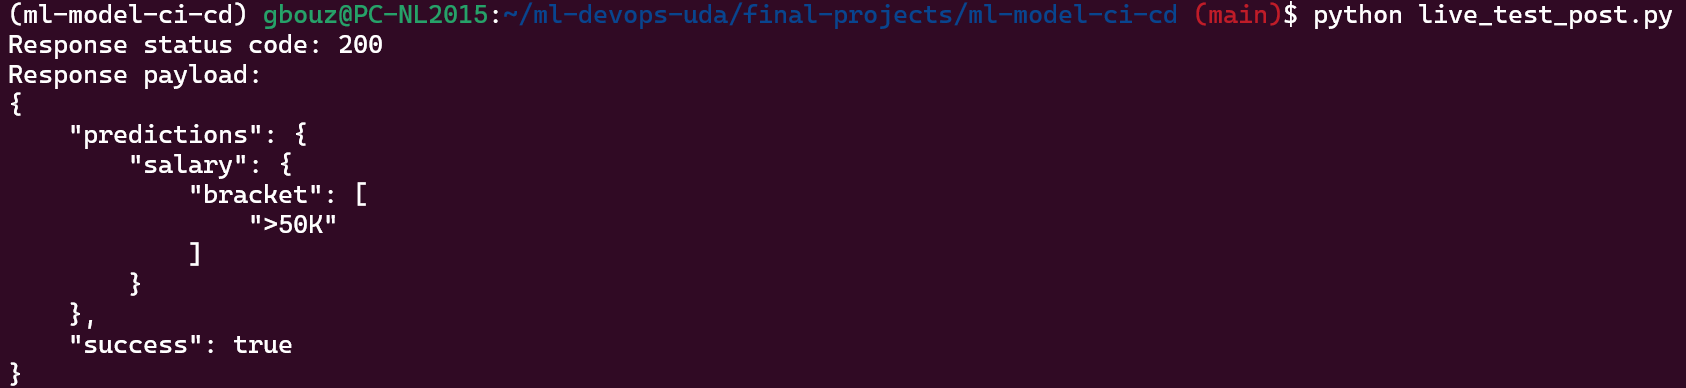 (ml-model-ci-cd) gbouz@PC-NL2015:~/ml-devops-uda/final-projects/ml-model-ci-cd (main)$ python live_test_post.py
Response status code: 200
Response payload:
{
    "predictions": {
        "salary": {
            "bracket": [
                ">50K"
            ]
        }
    },
    "success": true
}